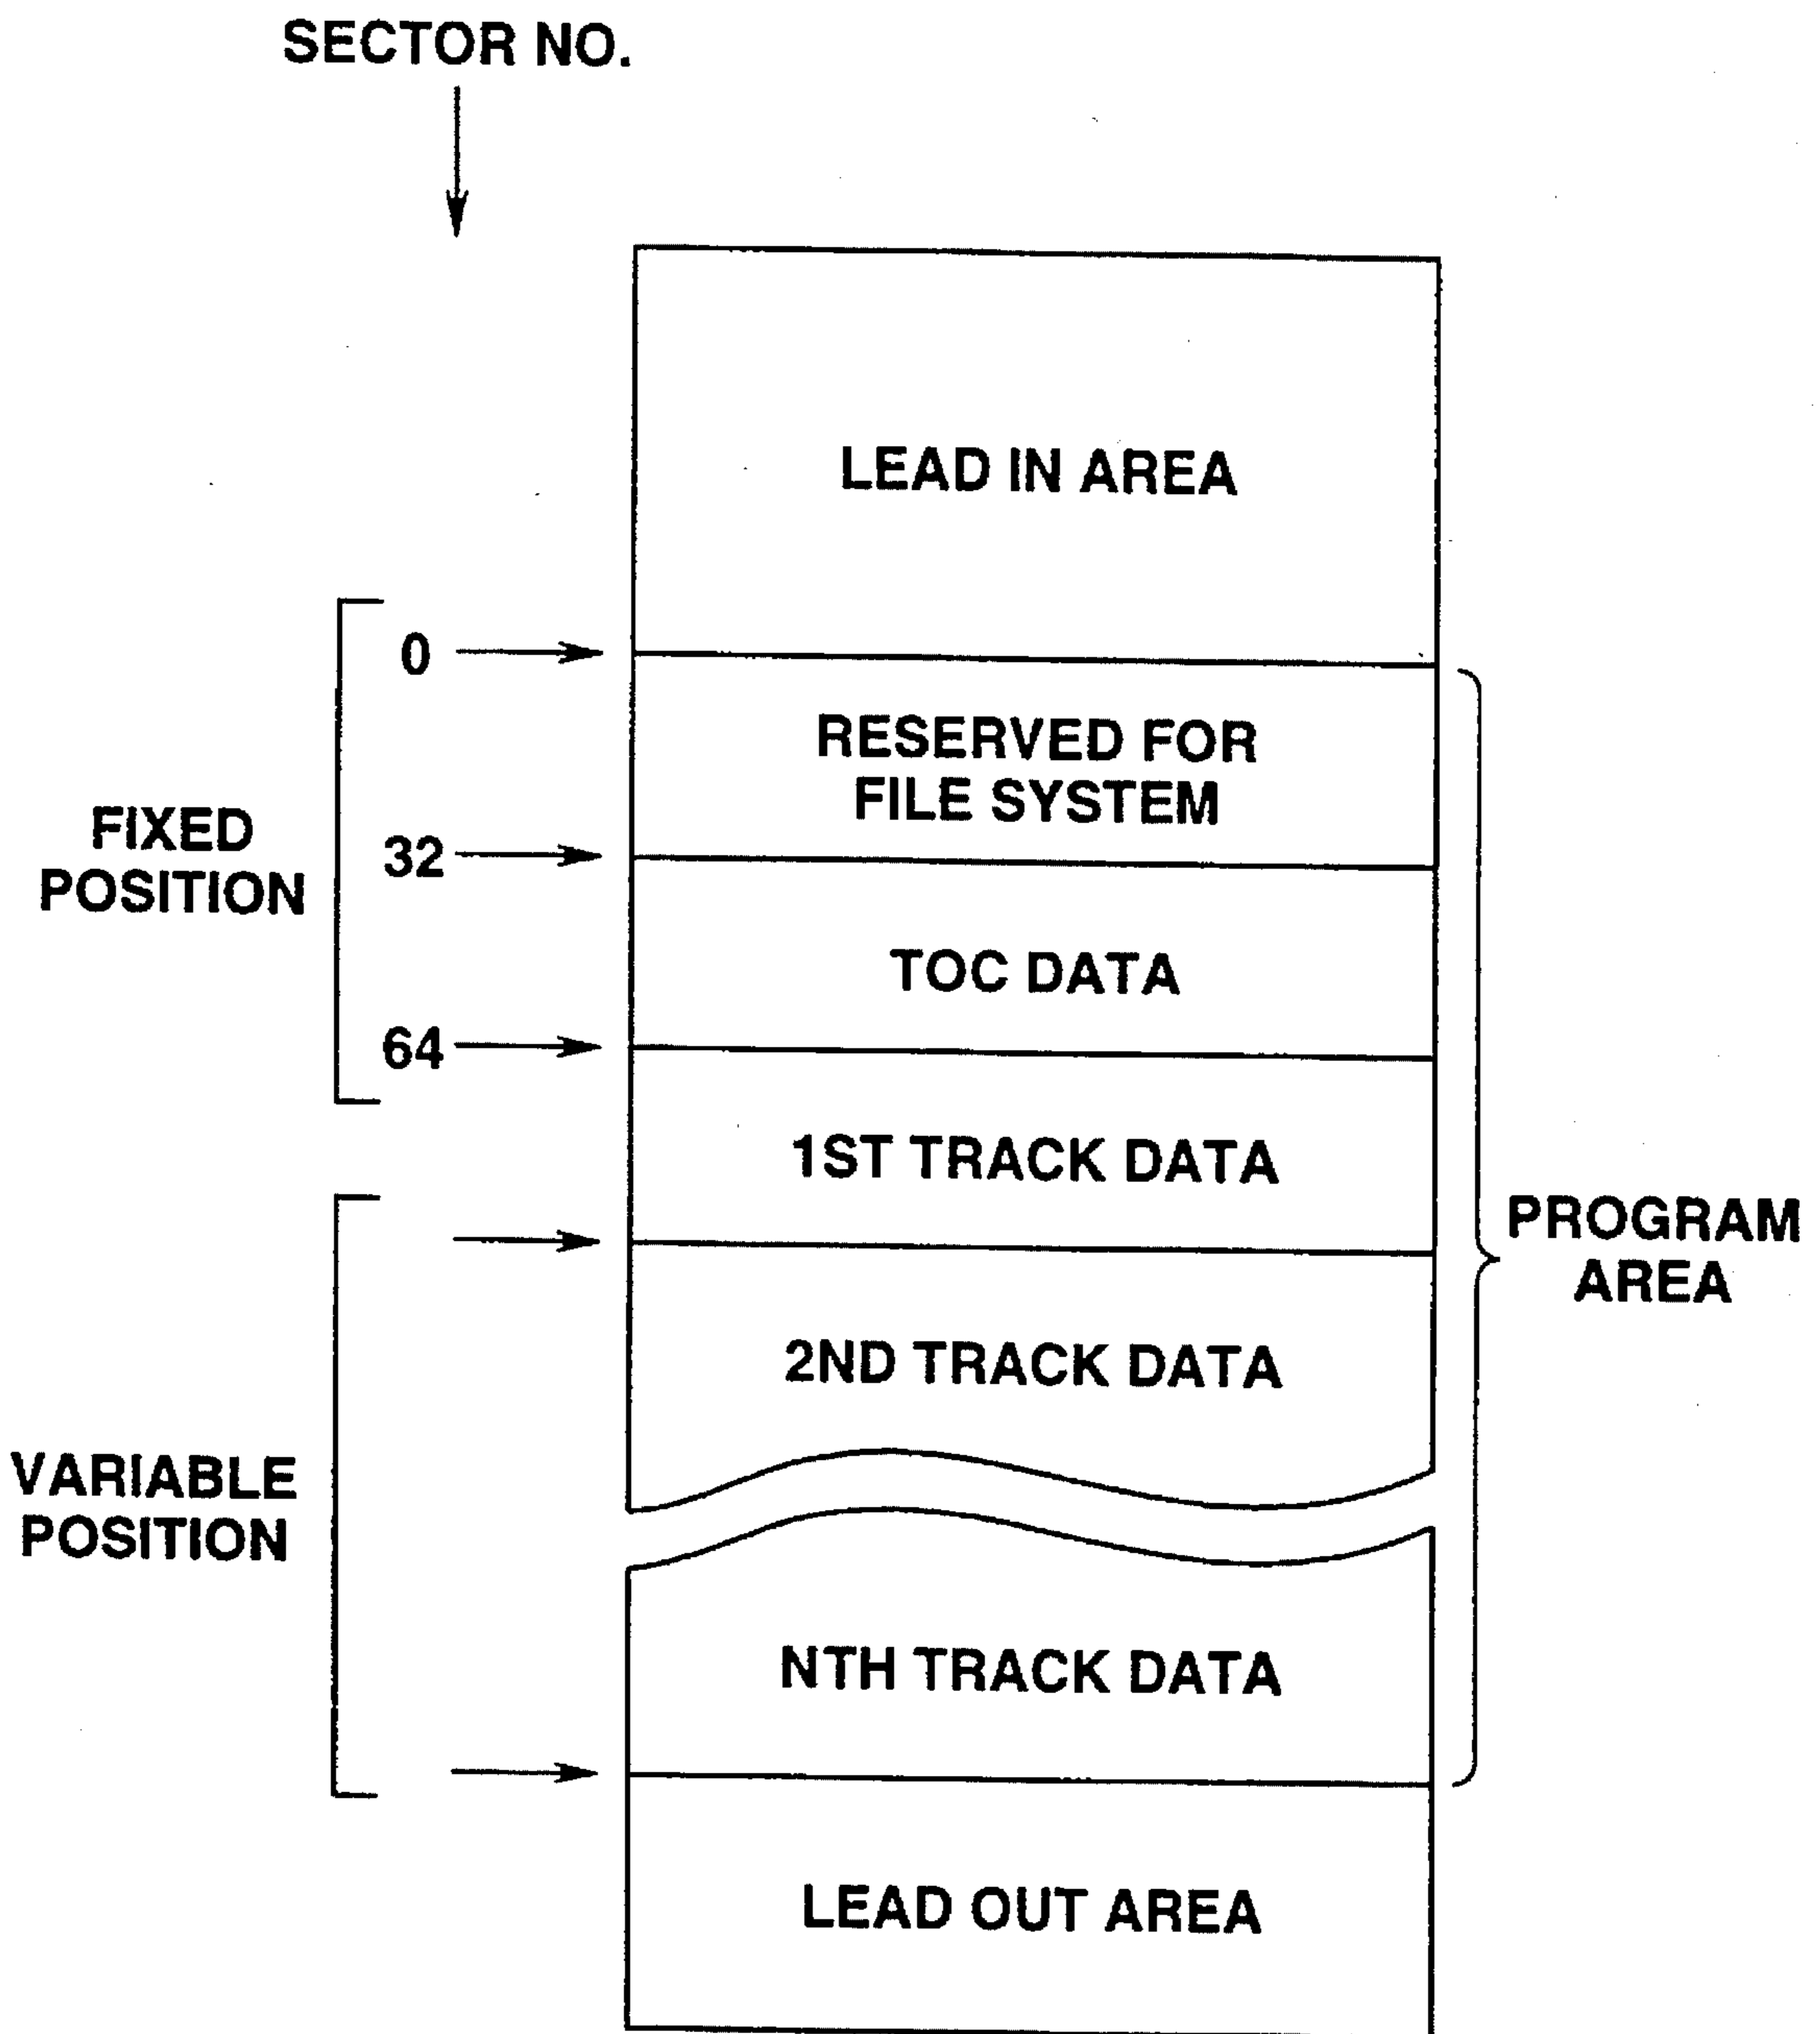 SECTOR NO.
LEAD IN AREA
0
RESERVED FOR
FILE SYSTEM
FIXED
POSITION
32
TOC DATA
64
1ST TRACK DATA
PROGRAM
AREA
2ND TRACK DATA
VARIABLE
POSITION
NTH TRACK DATA
LEAD OUT AREA